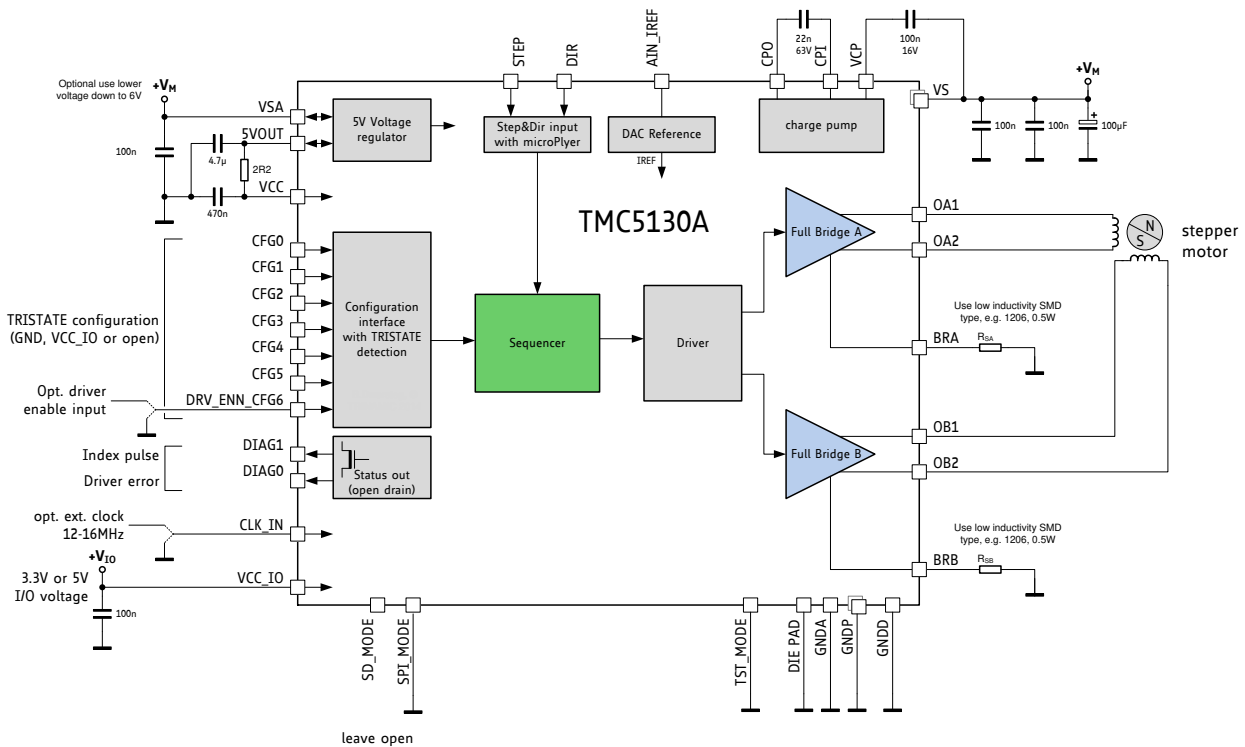 STEP
DIR
AIN_IREF
CPO
22n
63V
CPI
VCP
100n
16V
Optional use lower
voltage down to 6V
+VM
VSA
5VOUT
100n
4.7µ
2R2
VCC
470n
5V Voltage
regulator
Step&Dir input
with microPlyer
DAC Reference
IREF
charge pump
VS
+VM
100n
100n
+
100µF
TMC5130A
CFG0
CFG1
CFG2
CFG3
CFG4
CFG5
DRV_ENN_CFG6
TRISTATE configuration
(GND, VCC_IO or open)
Opt. driver
enable input
Configuration
interface
with TRISTATE
detection
Sequencer
Driver
Full Bridge A
Full Bridge B
OA1
OA2
N
S
stepper
motor
Use low inductivity SMD
type, e.g. 1206, 0.5W
BRA
RSA
OB1
OB2
Use low inductivity SMD
type, e.g. 1206, 0.5W
BRB
RSB
Index pulse
Driver error
DIAG1
DIAG0
Status out
(open drain)
opt. ext. clock
12-16MHz
CLK_IN
+VIO
3.3V or 5V
I/O voltage
VCC_IO
100n
SD_MODE
SPI_MODE
leave open
TST_MODE
DIE PAD
GNDA
GNDP
GNDD